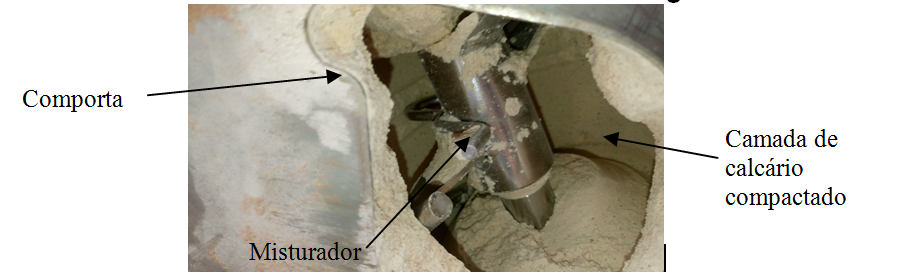 Comporta
Camada de
calcário
compactado
Misturador